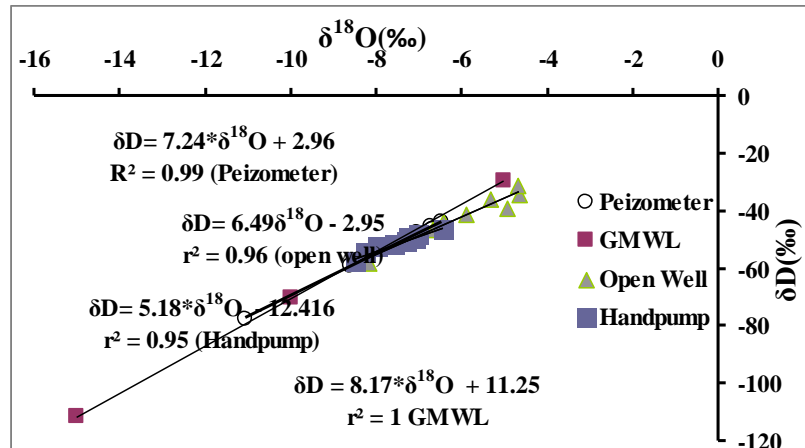 δ18O(‰)
-16 -14 -12 -10 -8 -6 -4 -2 0
0
-20
-40
-60
-80
-100
-120
δD(‰)
δD= 7.24*δ18O + 2.96
R² = 0.99 (Peizometer)
δD= 6.49δ18O - 2.95
r² = 0.96 (open well)
δD= 5.18*δ18O - 12.416
r² = 0.95 (Handpump)
δD = 8.17*δ18O + 11.25
r² = 1 GMWL
Peizometer
GMWL
Open Well
Handpump